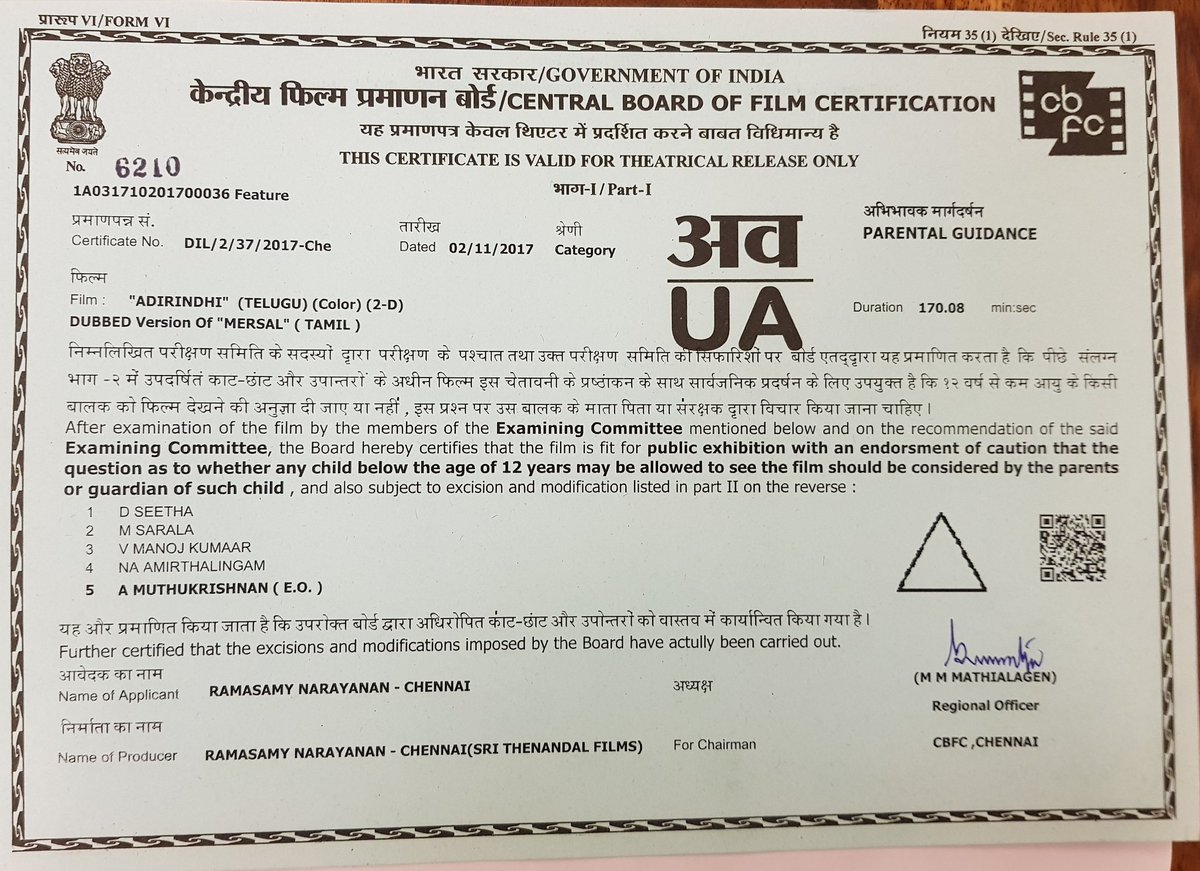 प्रारूप VI/FORM VI
नियम 35 (1) देखिए/Sec. Rule 35 (1)
भारत सरकार/GOVERNMENT OF INDIA
केन्द्रीय फिल्म प्रमाणन बोर्ड/CENTRAL BOARD OF FILM CERTIFICATION
cb
fc
यह प्रमाणपत्र केवल थिएटर में प्रदर्शित करने बाबत विधिमान्य है
सत्यमेव जयते
THIS CERTIFICATE IS VALID FOR THEATRICAL RELEASE ONLY
No. 6210
1A031710201700036 Feature
भाग-I/Part-I
प्रमाणपत्र सं.
तारीख
श्रेणी
अव
अभिभावक मार्गदर्षन
Certificate No. DIL/2/37/2017-Che
Dated 02/11/2017
Category
PARENTAL GUIDANCE
फिल्म
UA
Film : "ADIRINDHI" (TELUGU) (Color) (2-D)
Duration 170.08 min:sec
DUBBED Version Of "MERSAL" ( TAMIL )
निम्नलिखित परीक्षण समिति के सदस्यों द्वारा परीक्षण के पश्चात तथा उक्त परीक्षण समिति की सिफारिशों पर बोर्ड एतद्द्वारा यह प्रमाणित करता है कि पीछे संलग्न
भाग -२ में उपदर्षित काट-छांट और उपान्तरों के अधीन फिल्म इस चेतावनी के प्रष्ठांकन के साथ सार्वजनिक प्रदर्षन के लिए उपयुक्त है कि १२ वर्ष से कम आयु के किसी
बालक को फिल्म देखने की अनुज्ञा दी जाए या नहीं , इस प्रश्न पर उस बालक के माता पिता या संरक्षक द्वारा विचार किया जाना चाहिए ।
After examination of the film by the members of the Examining Committee mentioned below and on the recommendation of the said
Examining Committee, the Board hereby certifies that the film is fit for public exhibition with an endorsment of caution that the
question as to whether any child below the age of 12 years may be allowed to see the film should be considered by the parents
or guardian of such child , and also subject to excision and modification listed in part II on the reverse :
1 D SEETHA
2 M SARALA
3 V MANOJ KUMAAR
4 NA AMIRTHALINGAM
5 A MUTHUKRISHNAN ( E.O. )
यह और प्रमाणित किया जाता है कि उपरोक्त बोर्ड द्वारा अधिरोपित काट-छांट और उपोन्तरों को वास्तव में कार्यान्वित किया गया है ।
Further certified that the excisions and modifications imposed by the Board have actully been carried out.
आवेदक का नाम
Name of Applicant RAMASAMY NARAYANAN - CHENNAI
अध्यक्ष
(M M MATHIALAGEN)
Regional Officer
निर्माता का नाम
Name of Producer RAMASAMY NARAYANAN - CHENNAI(SRI THENANDAL FILMS)
For Chairman
CBFC ,CHENNAI